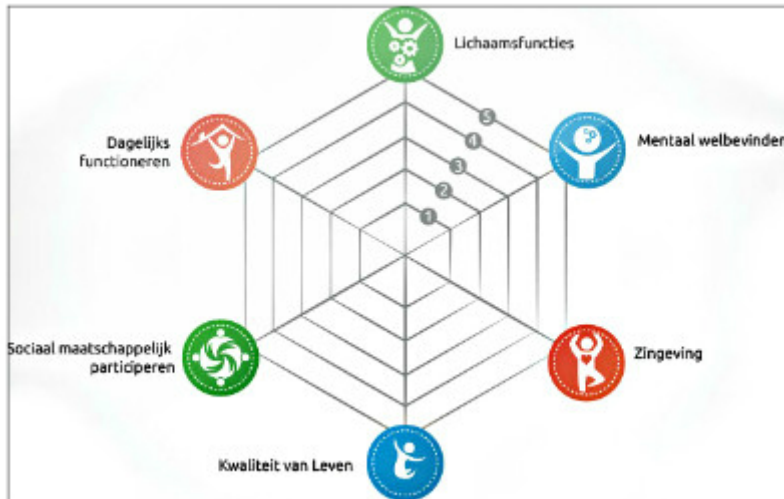 Lichaamsfuncties
5
Dagelijks
functioneren
4
Mentaal welbevinden
3
2
1
Sociaal maatschappelijk
participeren
Zingeving
Kwaliteit van Leven